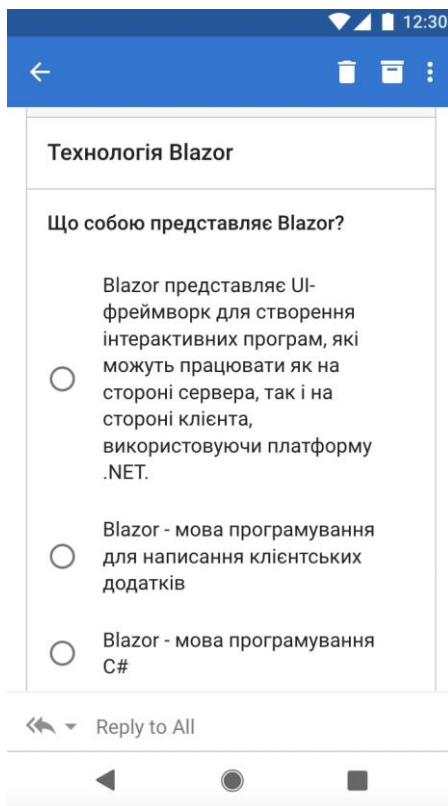 12:30
Технологія Blazor
Що собою представляє Blazor?
Blazor представляє UI-
фреймворк для створення
інтерактивних програм, які
можуть працювати як на
стороні сервера, так і на
стороні клієнта,
використовуючи платформу
.NET.
Blazor - мова програмування
для написання клієнтських
додатків
Blazor - мова програмування
C#
Reply to All